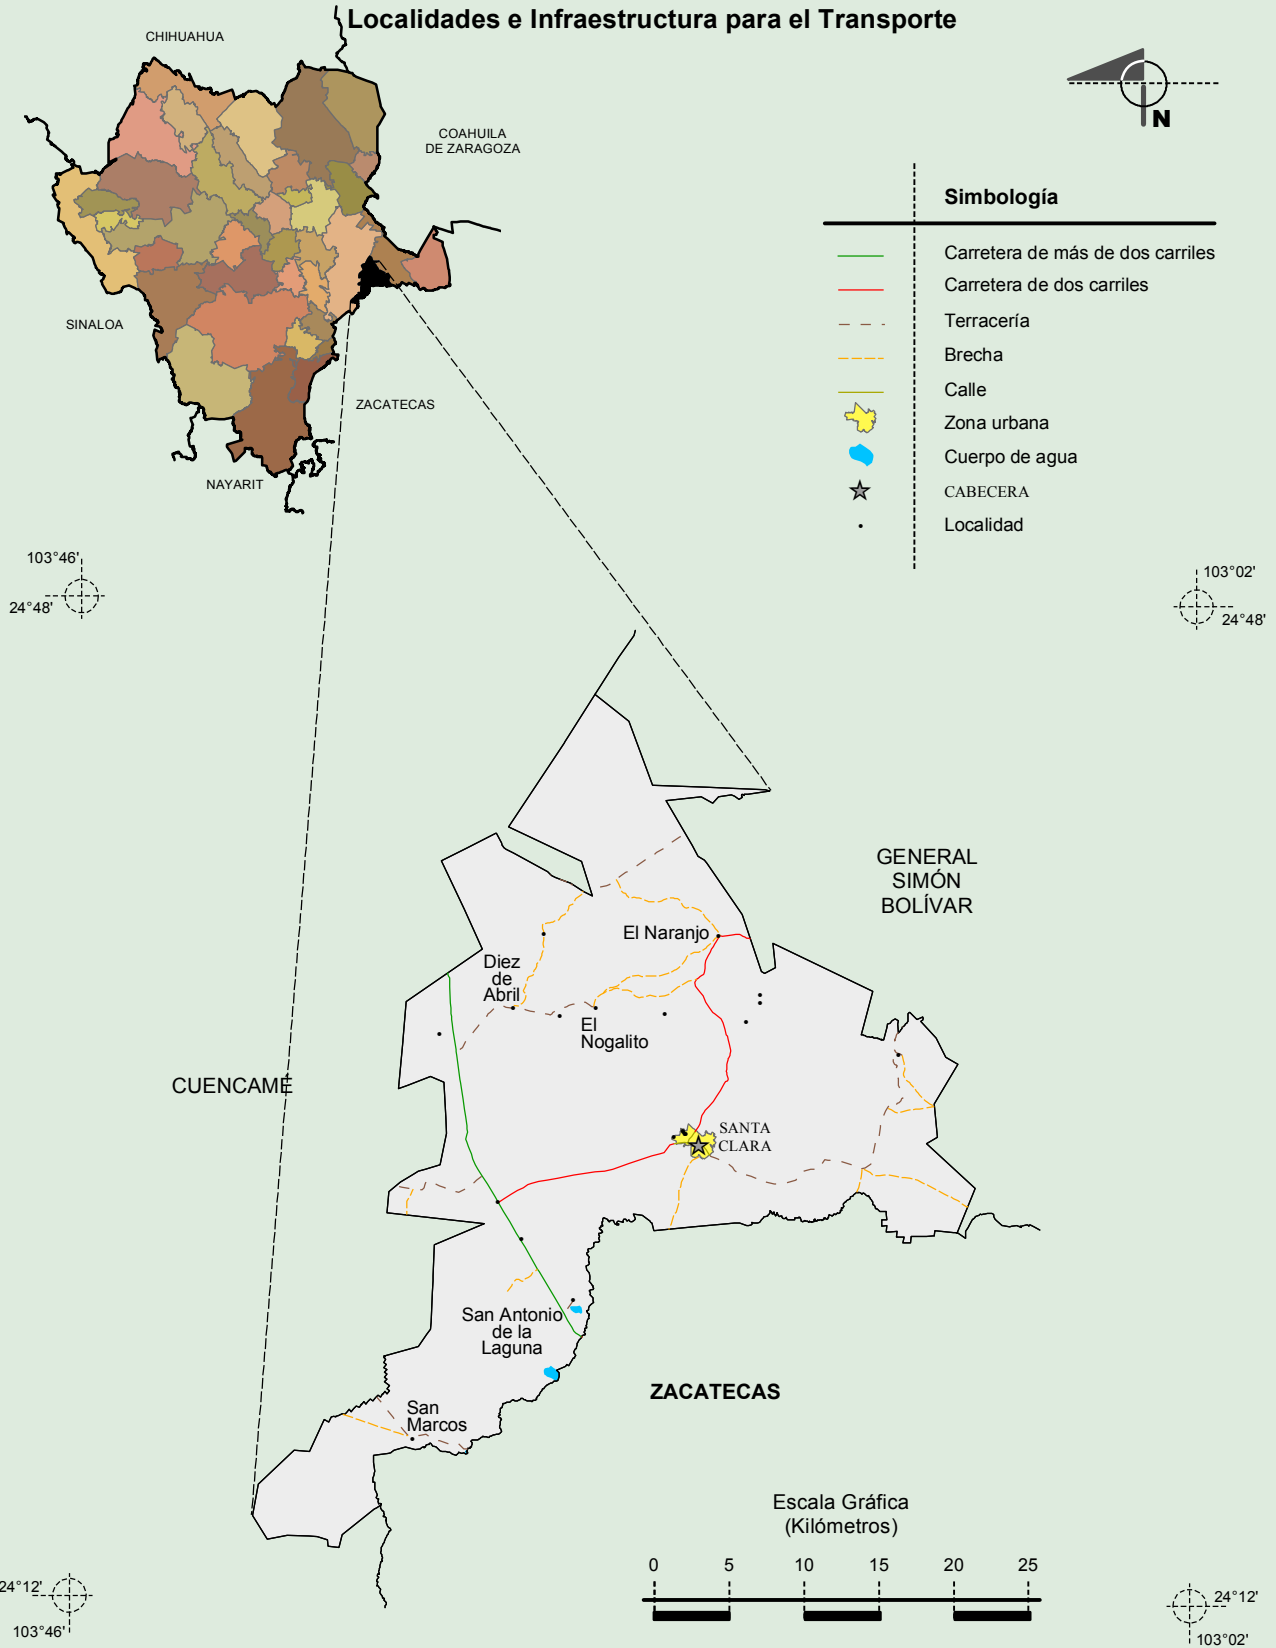 Localidades e Infraestructura para el Transporte
CHIHUAHUA
COAHUILA
DE ZARAGOZA
SINALOA
ZACATECAS
NAYARIT
N
Simbología
Carretera de más de dos carriles
Carretera de dos carriles
Terracería
Brecha
Calle
Zona urbana
Cuerpo de agua
CABECERA
Localidad
103°46'
24°48'
103°02'
24°48'
GENERAL
SIMÓN
BOLÍVAR
El Naranjo
Diez
de
Abril
El
Nogalito
CUENCAMÉ
SANTA
CLARA
San Antonio
de la
Laguna
ZACATECAS
San
Marcos
Escala Gráfica
(Kilómetros)
0 5 10 15 20 25
24°12'
103°46'
24°12'
103°02'